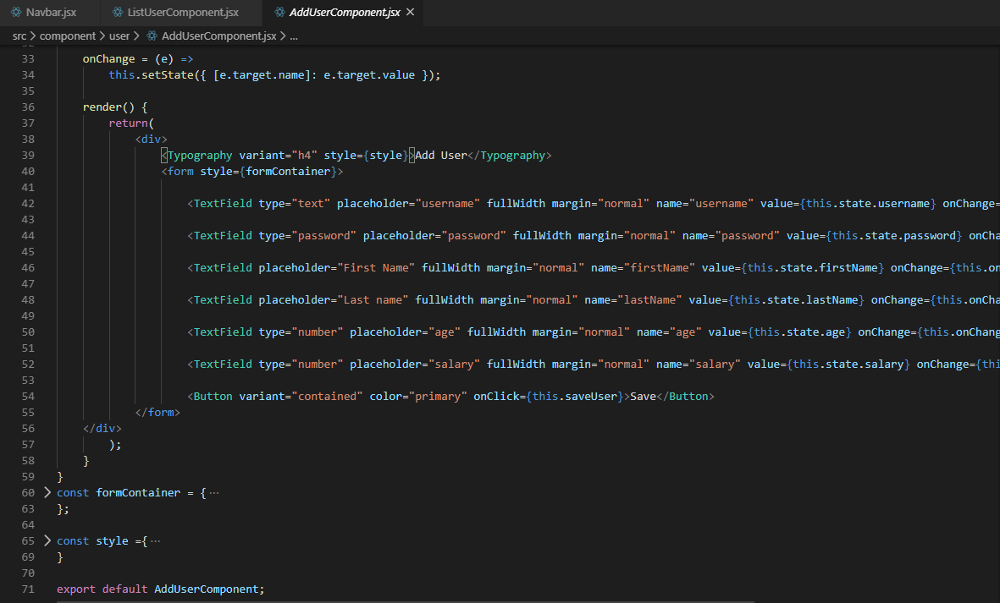 Navbar.jsx ListUserComponent.jsx AddUserComponent.jsx ×
src > component > user > AddUserComponent.jsx > ...
33 onChange = (e) =>
34 this.setState({ [e.target.name]: e.target.value });
35
36 render() {
37 return(
38 <div>
39 <Typography variant="h4" style={style}>Add User</Typography>
40 <form style={formContainer}>
41
42 <TextField type="text" placeholder="username" fullWidth margin="normal" name="username" value={this.state.username} onChange=
43
44 <TextField type="password" placeholder="password" fullWidth margin="normal" name="password" value={this.state.password} onCha
45
46 <TextField placeholder="First Name" fullWidth margin="normal" name="firstName" value={this.state.firstName} onChange={this.on
47
48 <TextField placeholder="Last name" fullWidth margin="normal" name="lastName" value={this.state.lastName} onChange={this.onCha
49
50 <TextField type="number" placeholder="age" fullWidth margin="normal" name="age" value={this.state.age} onChange={this.onChang
51
52 <TextField type="number" placeholder="salary" fullWidth margin="normal" name="salary" value={this.state.salary} onChange={thi
53
54 <Button variant="contained" color="primary" onClick={this.saveUser}>Save</Button>
55 </form>
56 </div>
57 );
58 }
59 }
60 > const formContainer = { ...
63 };
64
65 > const style ={ ...
69 }
70
71 export default AddUserComponent;